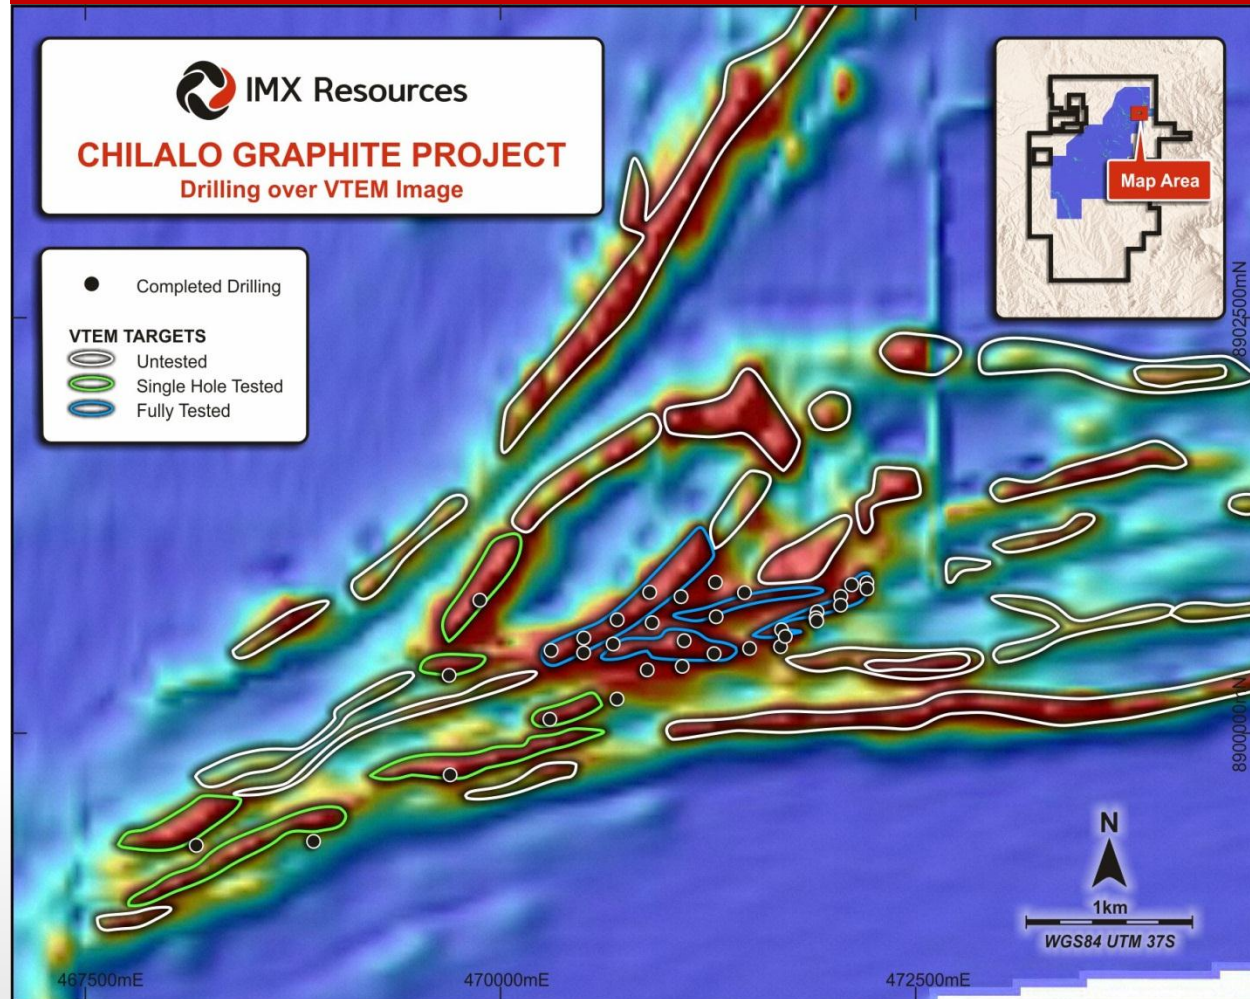 IMX Resources
CHILALO GRAPHITE PROJECT
Drilling over VTEM Image
Map Area
Completed Drilling
VTEM TARGETS
Untested
Single Hole Tested
Fully Tested
8902500mN
8900000mN
N
1km
WGS84 UTM 37S
467500mE
470000mE
472500mE